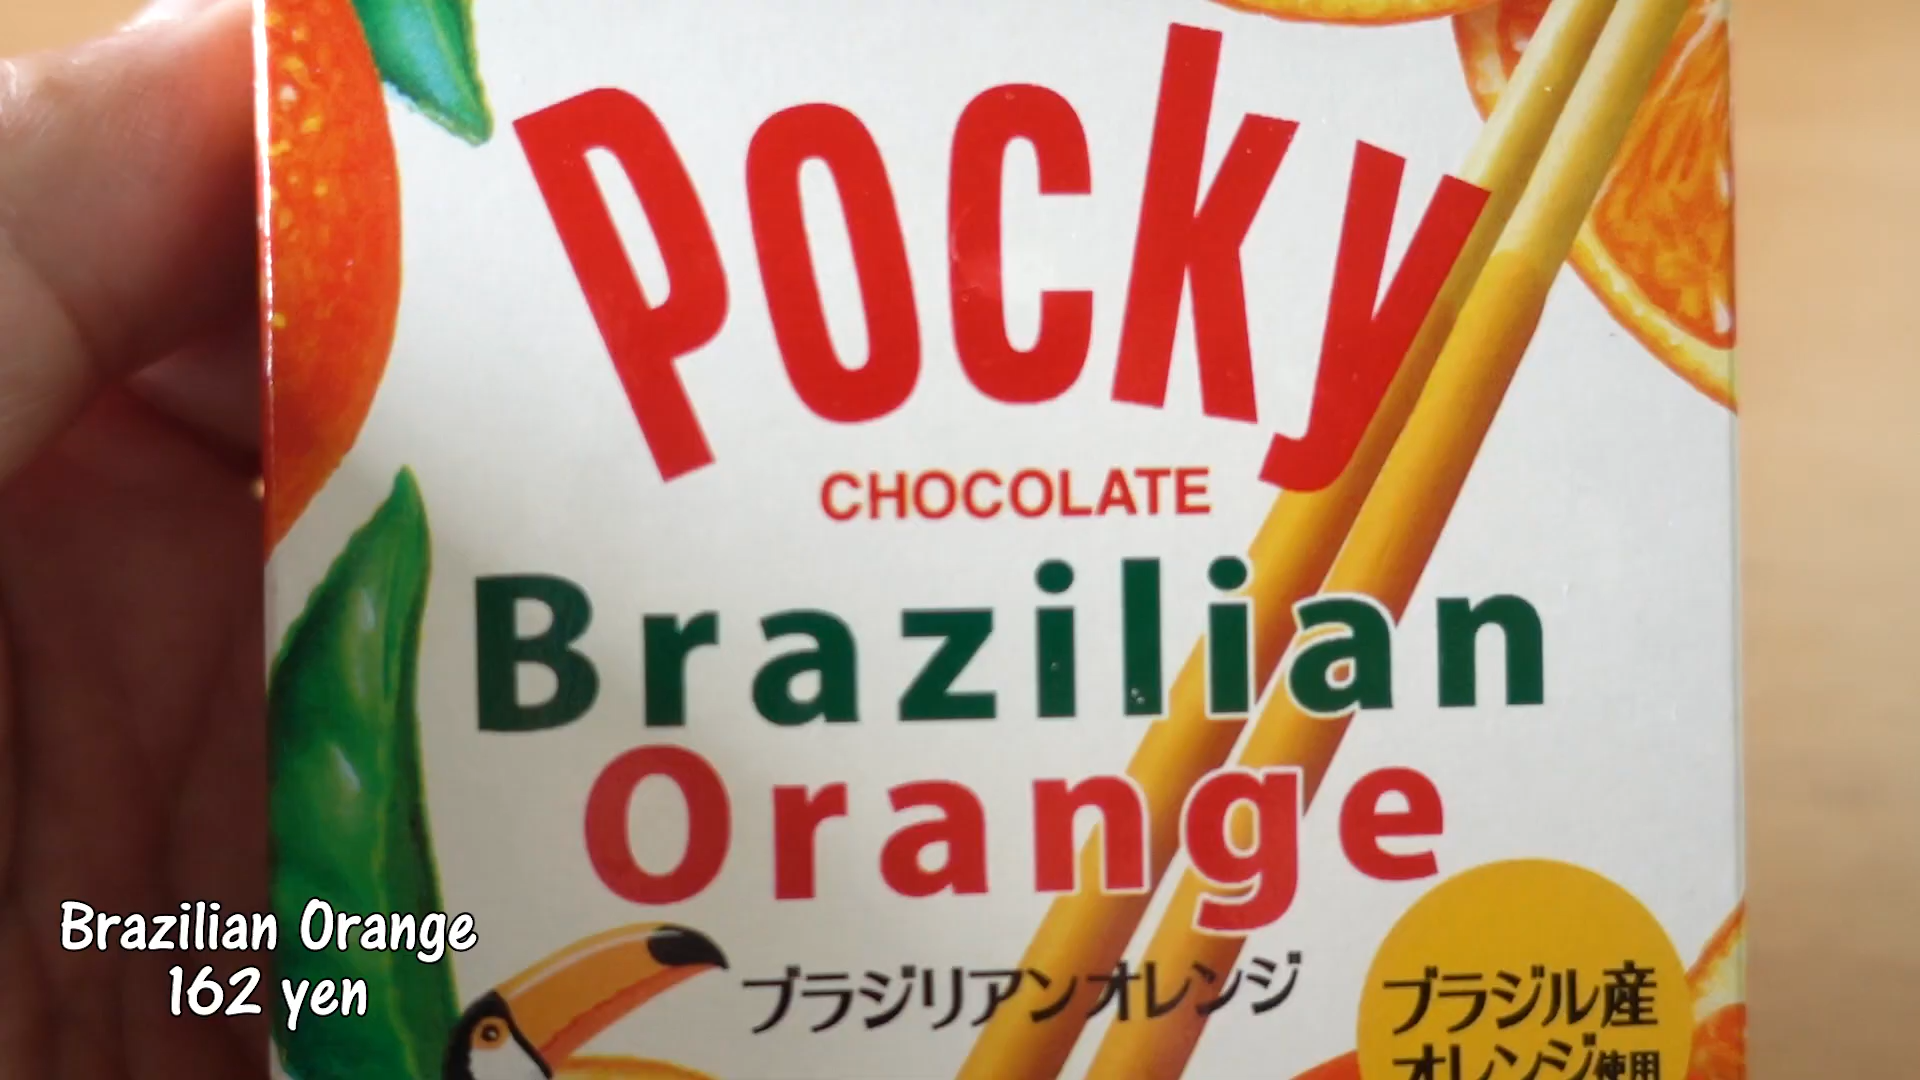 Pocky
CHOCOLATE
Brazilian
Orange
ブラジリアンオレンジ
ブラジル産
オレンジ使用
Brazilian Orange
162 yen